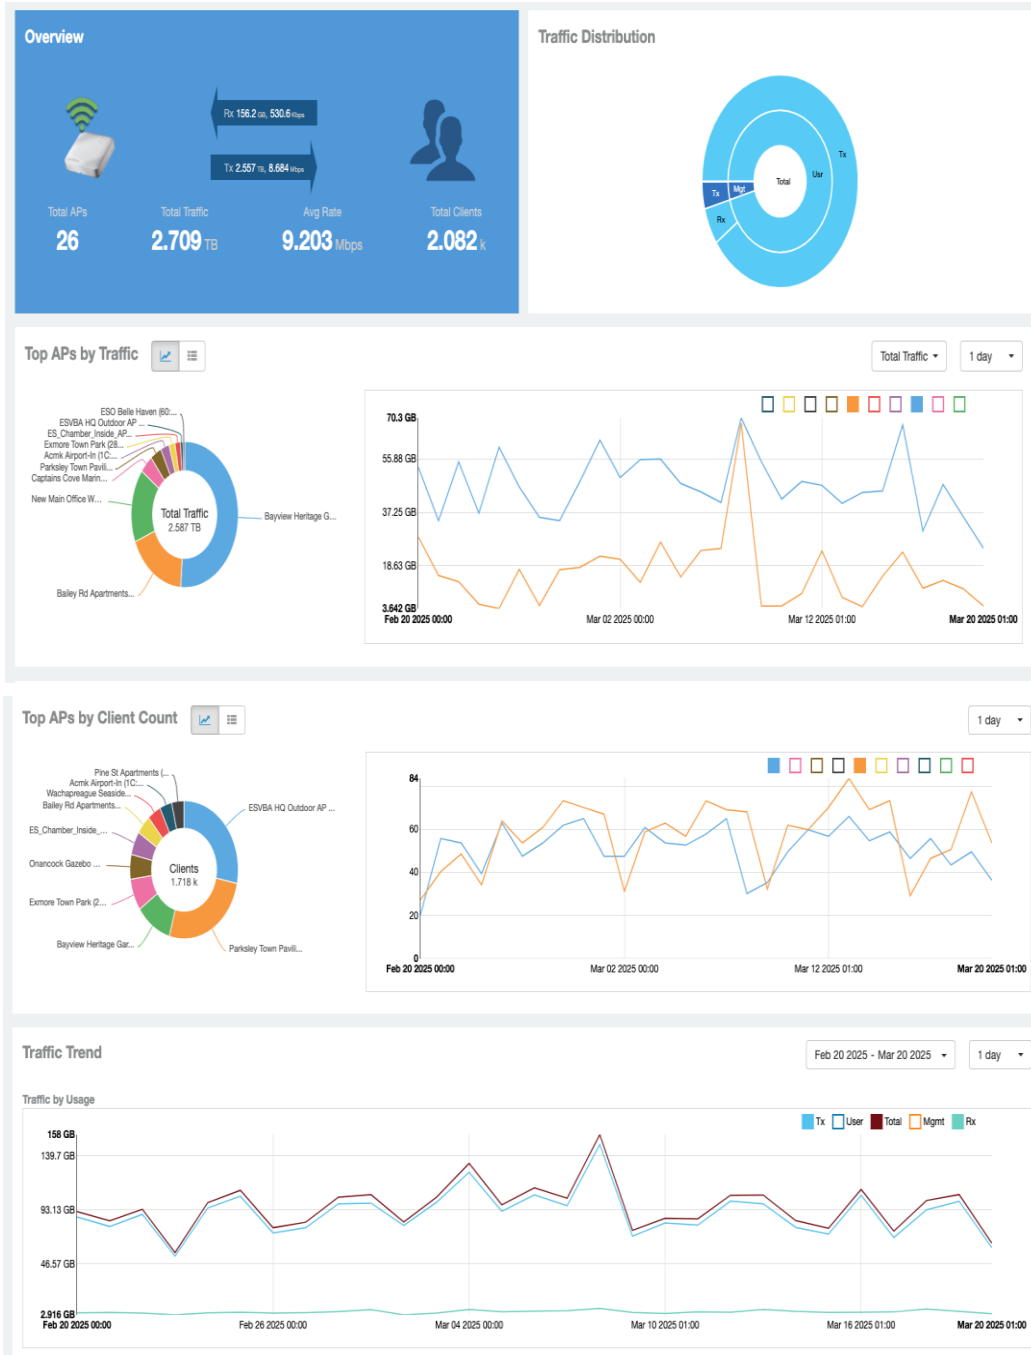 Overview
Rx 156.2 GB, 530.6 Kbps
Tx 2.557 TB, 8.684 Mbps
Total APs
Total Traffic
Avg Rate
Total Clients
26
2.709 TB
9.203 Mbps
2.082 k
Traffic Distribution
Tx
Usr
Total
Mgt
Tx
Rx
Top APs by Traffic
Total Traffic
1 day
ESO Belle Haven (60:...
ESVBA HQ Outdoor AP ...
ES_Chamber_Inside_AP...
Exmore Town Park (28...
Acmk Airport-In (1C:...
Parksley Town Pavili...
Captains Cove Marin...
New Main Office W...
Bailey Rd Apartments...
Bayview Heritage G...
Total Traffic
2.587 TB
70.3 GB
55.88 GB
37.25 GB
18.63 GB
3.642 GB
Feb 20 2025 00:00
Mar 02 2025 00:00
Mar 12 2025 01:00
Mar 20 2025 01:00
Top APs by Client Count
1 day
Pine St Apartments (...
Acmk Airport-In (1C:...
Wachapreague Seaside...
Bailey Rd Apartments...
ES_Chamber_Inside_...
Onancock Gazebo ...
Exmore Town Park (2...
Bayview Heritage Gar...
Parksley Town Pavili...
ESVBA HQ Outdoor AP ...
Clients
1.718 k
84
60
40
20
0
Feb 20 2025 00:00
Mar 02 2025 00:00
Mar 12 2025 01:00
Mar 20 2025 01:00
Traffic Trend
Feb 20 2025 - Mar 20 2025
1 day
Traffic by Usage
Tx User Total Mgmt Rx
158 GB
139.7 GB
93.13 GB
46.57 GB
2.916 GB
Feb 20 2025 00:00
Feb 26 2025 00:00
Mar 04 2025 00:00
Mar 10 2025 01:00
Mar 16 2025 01:00
Mar 20 2025 01:00